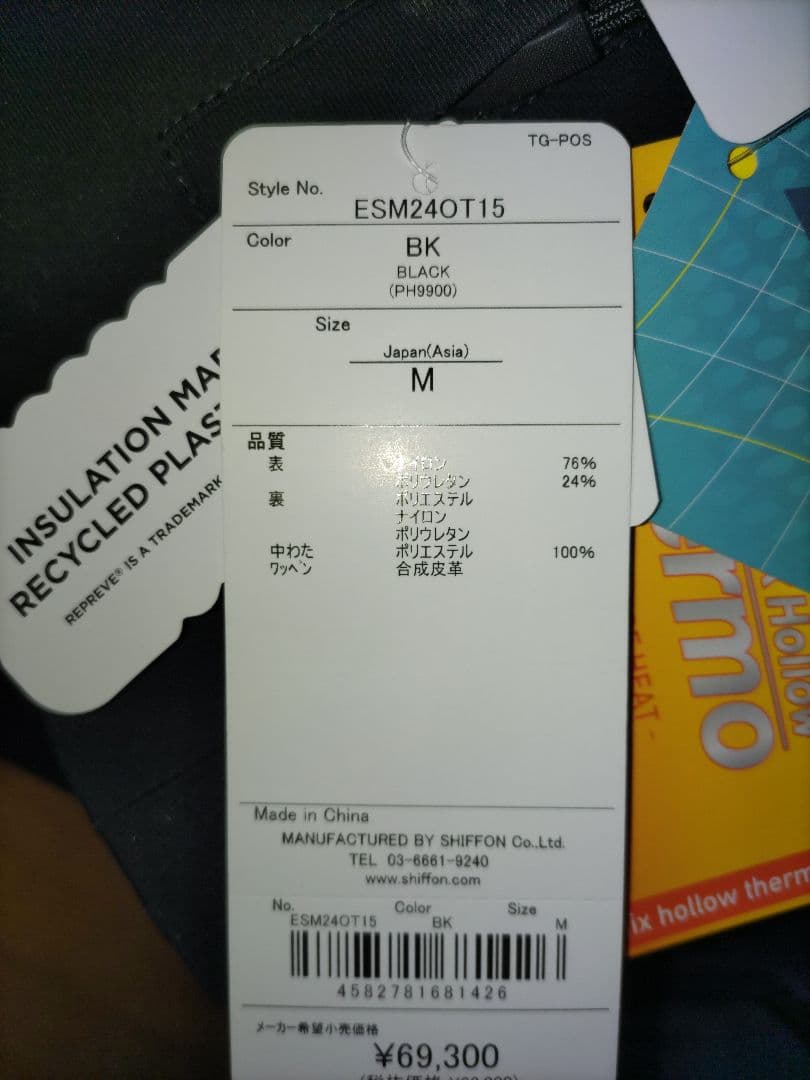 TG-POS
Style No.
ESM24OT15
Color
BK
BLACK
(PH9900)
Size
Japan(Asia)
M
品質
表 ナイロン 76%
ポリウレタン 24%
裏 ポリエステル
ナイロン
ポリウレタン
中わた ポリエステル 100%
ワッペン 合成皮革
Made in China
MANUFACTURED BY SHIFFON Co.,Ltd.
TEL 03-6661-9240
www.shiffon.com
No. Color Size
ESM24OT15 BK M
4582781681426
メーカー希望小売価格
¥69,300
INSULATION
RECYCLED
REPREVE® IS A TRADEMARK
Hollow
HEAT -
ix hollow